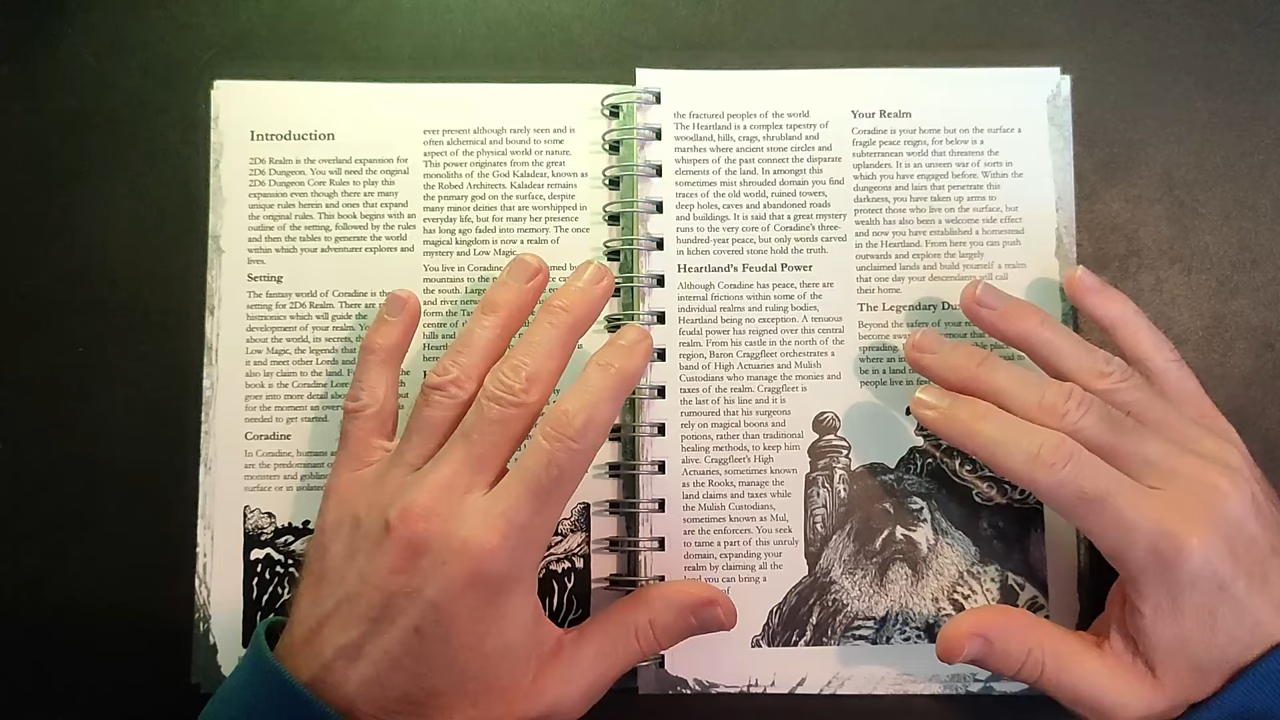 Introduction
2D6 Realm is the overland expansion for
2D6 Dungeon. You will need the original
2D6 Dungeon Core Rules to play this
expansion even though there are many
unique rules herein and ones that expand
the original rules. This book begins with an
outline of the setting, followed by the rules
and then the tables to generate the world
within which your adventurer explores and
lives.
Setting
The fantasy world of Coradine is the
setting for 2D6 Realm. There are
histrionics which will guide the
development of your realm.
about the world, its secrets,
Low Magic, the legends that
it and meet other Lords and
also lay claim to the land. the
book is the Coradine Lore
goes into more detail
for the moment an is
needed to get started.
Coradine
In Coradine, humans
are the predominant
monsters and
surface or in isolated
ever present although rarely seen and is
often alchemical and bound to some
aspect of the physical world or nature.
This power originates from the great
monoliths of the God Kaladear, known as
the Robed Architects. Kaladear remains
the primal god on the surface, despite
many minor deities that are worshipped in
everyday life, but for many her presence
has long ago faded into memory. The once
magical kingdom is now a realm of
mystery and Low Magic.
You live in Coradine, by
mountains to the
the south.
and river
form the
centre of
hills and
is
here
the fractured peoples of the world.
The Heartland is a complex tapestry of
woodland, hills, crags, shrubland and
marshes where ancient stone circles and
whispers of the past connect the disparate
elements of the land. In amongst this
sometimes mist shrouded domain you find
traces of the old world, ruined towers,
deep holes, caves and abandoned roads
and buildings. It is said that a great mystery
runs to the very core of Coradine's three-
hundred-year peace, but only words carved
in lichen covered stone hold the truth.
Heartland's Feudal Power
Although Coradine has peace, there are
internal frictions within some of the
individual realms and ruling bodies,
Heartland being no exception. A tenuous
feudal power has reigned over this central
realm. From his castle in the north of the
region, Baron Craggfleet orchestrates a
band of High Actuaries and Mulish
Custodians who manage the monies and
taxes of the realm. Craggfleet is
the last of his line and it is
rumoured that his surgeons
rely on magical boons and
potions, rather than traditional
healing methods, to keep him
alive. Craggfleet's High
Actuaries, sometimes known
as the Rooks, manage the
land claims and taxes while
the Mulish Custodians,
sometimes known as Mul,
are the enforcers. You seek
to tame a part of this unruly
domain, expanding your
realm by claiming all the
land you can bring a
of
Your Realm
Coradine is your home but on the surface a
fragile peace reigns, for below is a
subterranean world that threatens the
uplanders. It is an unseen war of sorts in
which you have engaged before. Within the
dungeons and lairs that penetrate this
darkness, you have taken up arms to
protect those who live on the surface, but
wealth has also been a welcome side effect
and now you have established a homestead
in the Heartland. From here you can push
outwards and explore the largely
unclaimed lands and build yourself a realm
that one day your descendants will call
their home.
The Legendary
Beyond the safety of your
become that
spreading.
where an to
be in a land
people live in